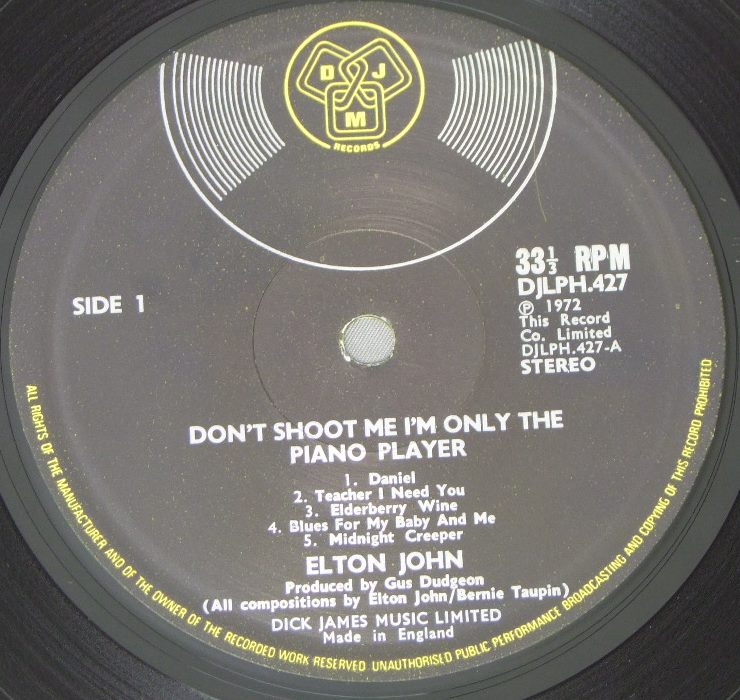 D J M
RECORDS
SIDE 1
33⅓ RPM
DJLPH.427
℗ 1972
This Record
Co. Limited
DJLPH.427-A
STEREO
DON'T SHOOT ME I'M ONLY THE
PIANO PLAYER
1. Daniel
2. Teacher I Need You
3. Elderberry Wine
4. Blues For My Baby And Me
5. Midnight Creeper
ELTON JOHN
Produced by Gus Dudgeon
(All compositions by Elton John/Bernie Taupin)
DICK JAMES MUSIC LIMITED
Made in England
ALL RIGHTS OF THE MANUFACTURER AND OF THE OWNER OF THE RECORDED WORK RESERVED UNAUTHORISED PUBLIC PERFORMANCE BROADCASTING AND COPYING OF THIS RECORD PROHIBITED